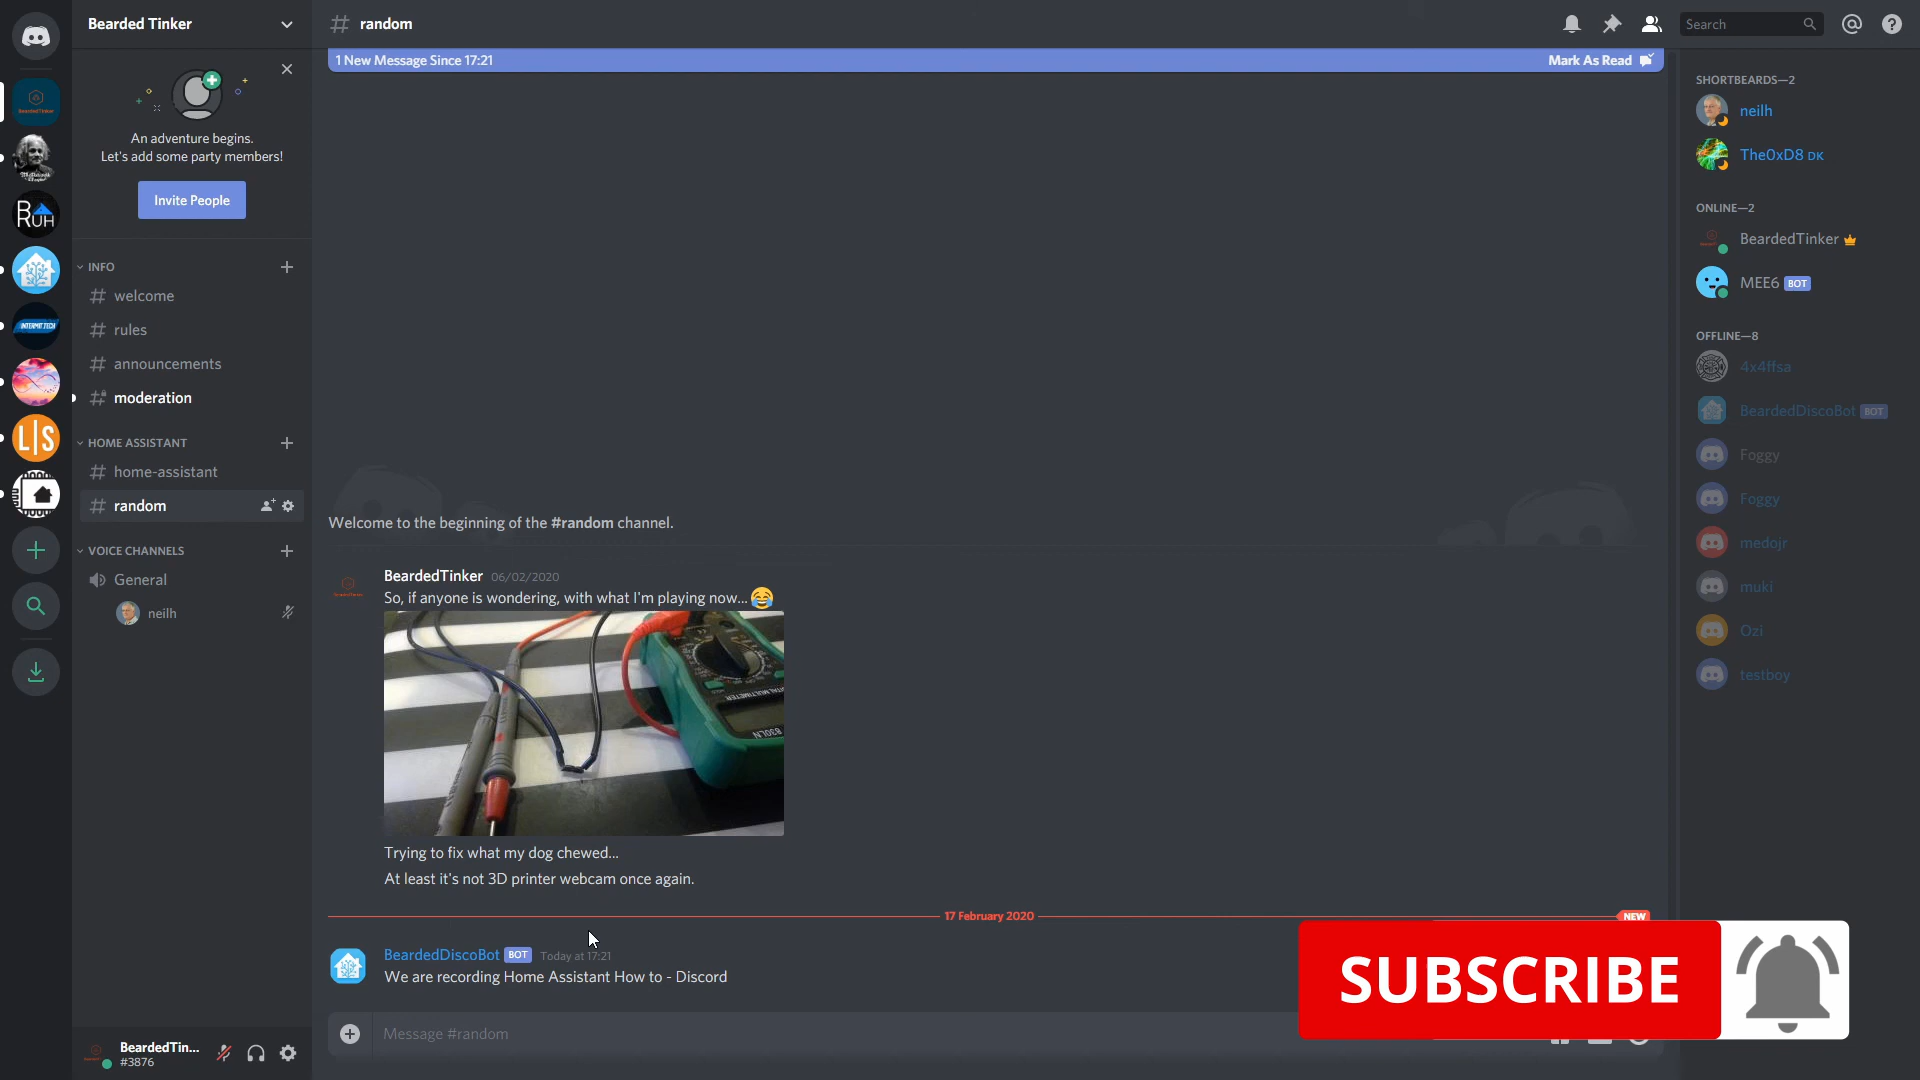 Bearded Tinker
# random
Search
1 New Message Since 17:21
Mark As Read
An adventure begins.
Let's add some party members!
Invite People
INFO
# welcome
# rules
# announcements
# moderation
HOME ASSISTANT
# home-assistant
# random
VOICE CHANNELS
General
neilh
BeardedTin...
#3876
RUH
INTERMIT.TECH
L|S
Welcome to the beginning of the #random channel.
BeardedTinker 06/02/2020
So, if anyone is wondering, with what I'm playing now... 😂
830LN
Trying to fix what my dog chewed...
At least it's not 3D printer webcam once again.
17 February 2020
NEW
BeardedDiscoBot BOT Today at 17:21
We are recording Home Assistant How to - Discord
Message #random
SHORTBEARDS—2
neilh
The0xD8 DK
ONLINE—2
BeardedTinker
MEE6 BOT
OFFLINE—8
4x4ffsa
BeardedDiscoBot BOT
Foggy
Foggy
medojr
muki
Ozi
testboy
SUBSCRIBE